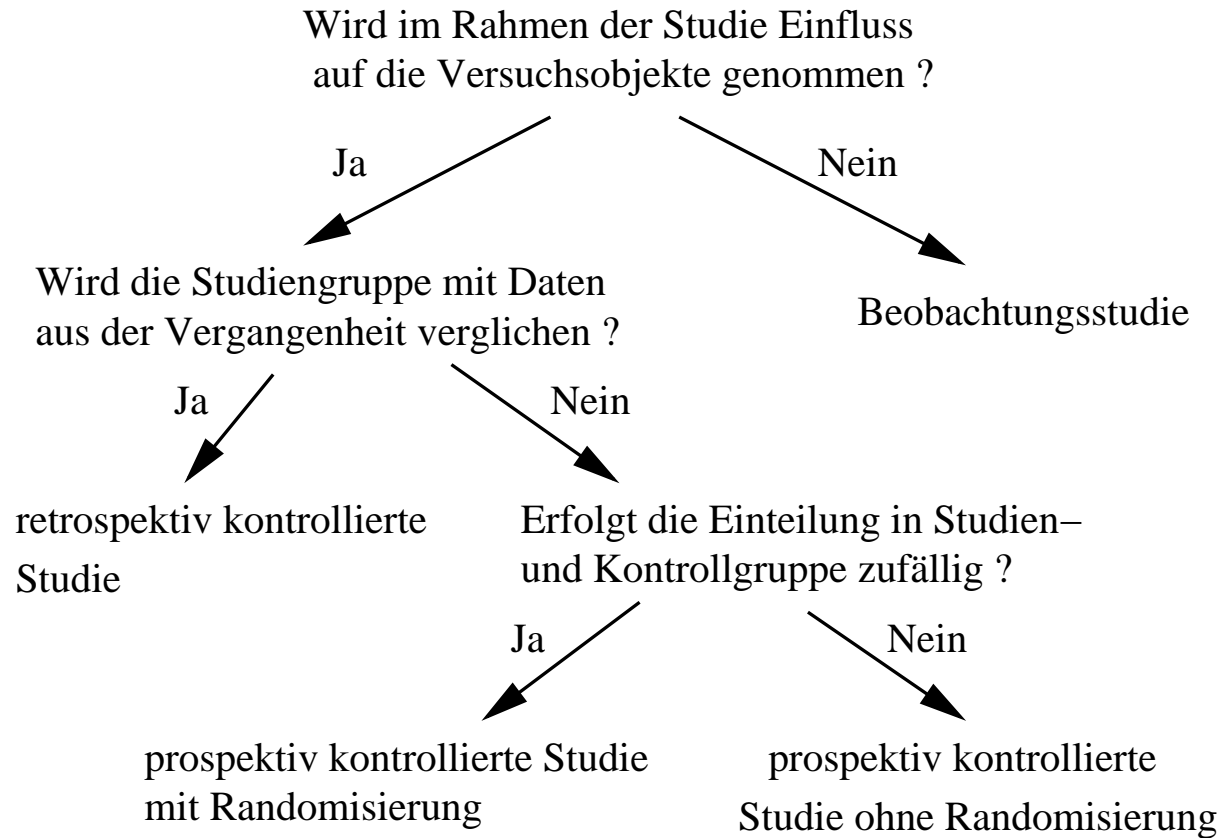 Wird im Rahmen der Studie Einfluss
auf die Versuchsobjekte genommen ?
Ja
Nein
Wird die Studiengruppe mit Daten
aus der Vergangenheit verglichen ?
Beobachtungsstudie
Ja
Nein
retrospektiv kontrollierte
Studie
Erfolgt die Einteilung in Studien–
und Kontrollgruppe zufällig ?
Ja
Nein
prospektiv kontrollierte Studie
mit Randomisierung
prospektiv kontrollierte
Studie ohne Randomisierung